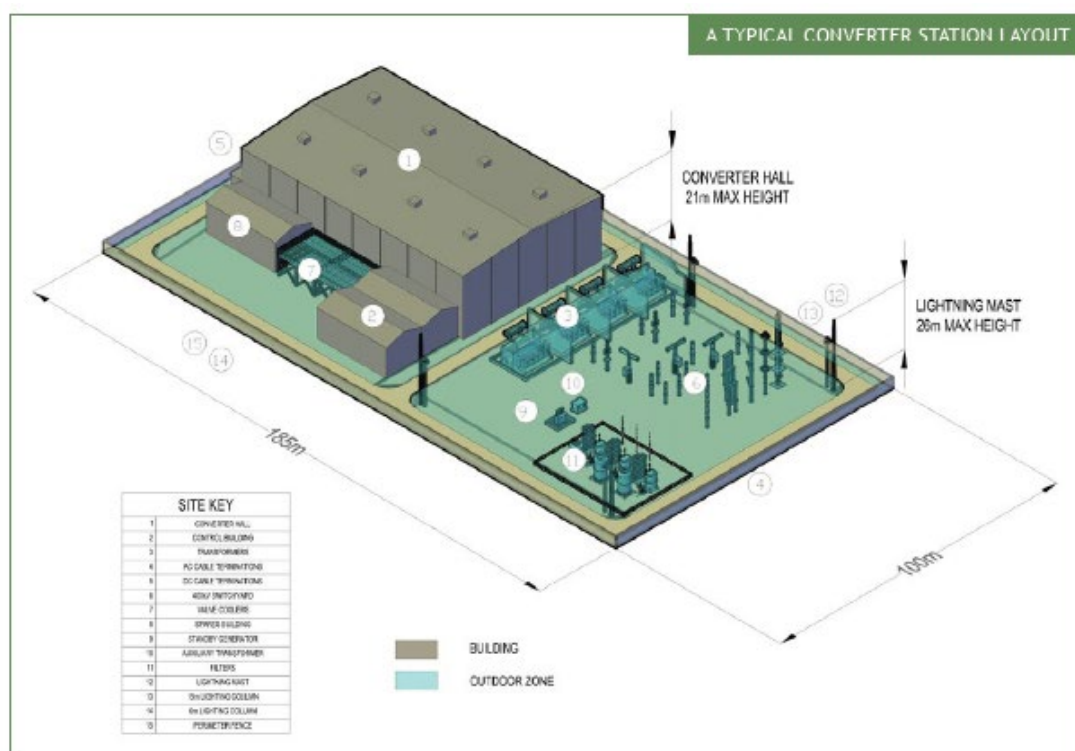 A TYPICAL CONVERTER STATION LAYOUT
5
1
CONVERTER HALL
21m MAX HEIGHT
8
7
2
3
13
12
LIGHTNING MAST
26m MAX HEIGHT
15
14
10
6
9
11
4
185m
100m
SITE KEY
1 CONVERTER HALL
2 CONTROL BUILDING
3 TRANSFORMERS
4 AC CABLE TERMINATIONS
5 DC CABLE TERMINATIONS
6 400kV SWITCHYARD
7 VALVE COOLERS
8 SPARES BUILDING
9 STANDBY GENERATOR
10 AUXILIARY TRANSFORMER
11 FILTERS
12 LIGHTNING MAST
13 LIGHTING COLUMN
14 LIGHTING COLUMN
15 PERIMETER FENCE
BUILDING
OUTDOOR ZONE